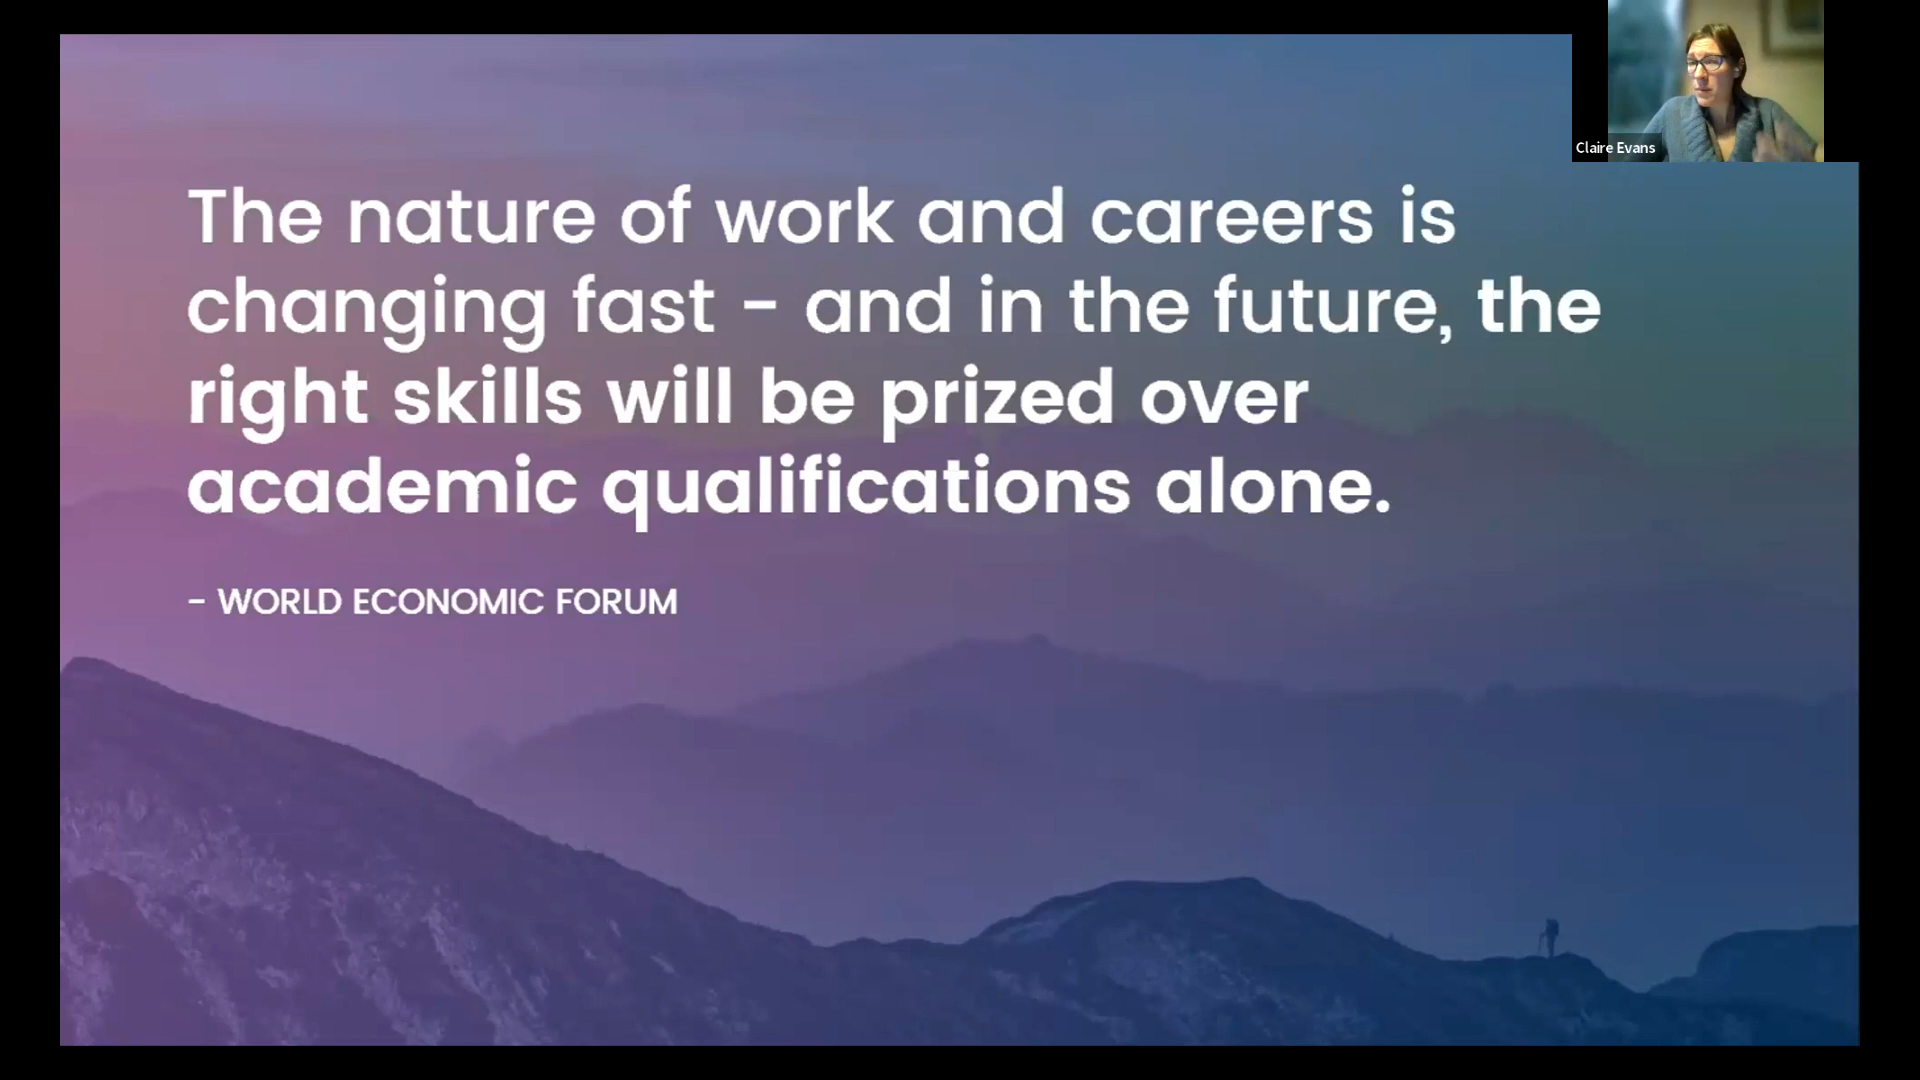 Claire Evans
The nature of work and careers is
changing fast - and in the future, the
right skills will be prized over
academic qualifications alone.
- WORLD ECONOMIC FORUM